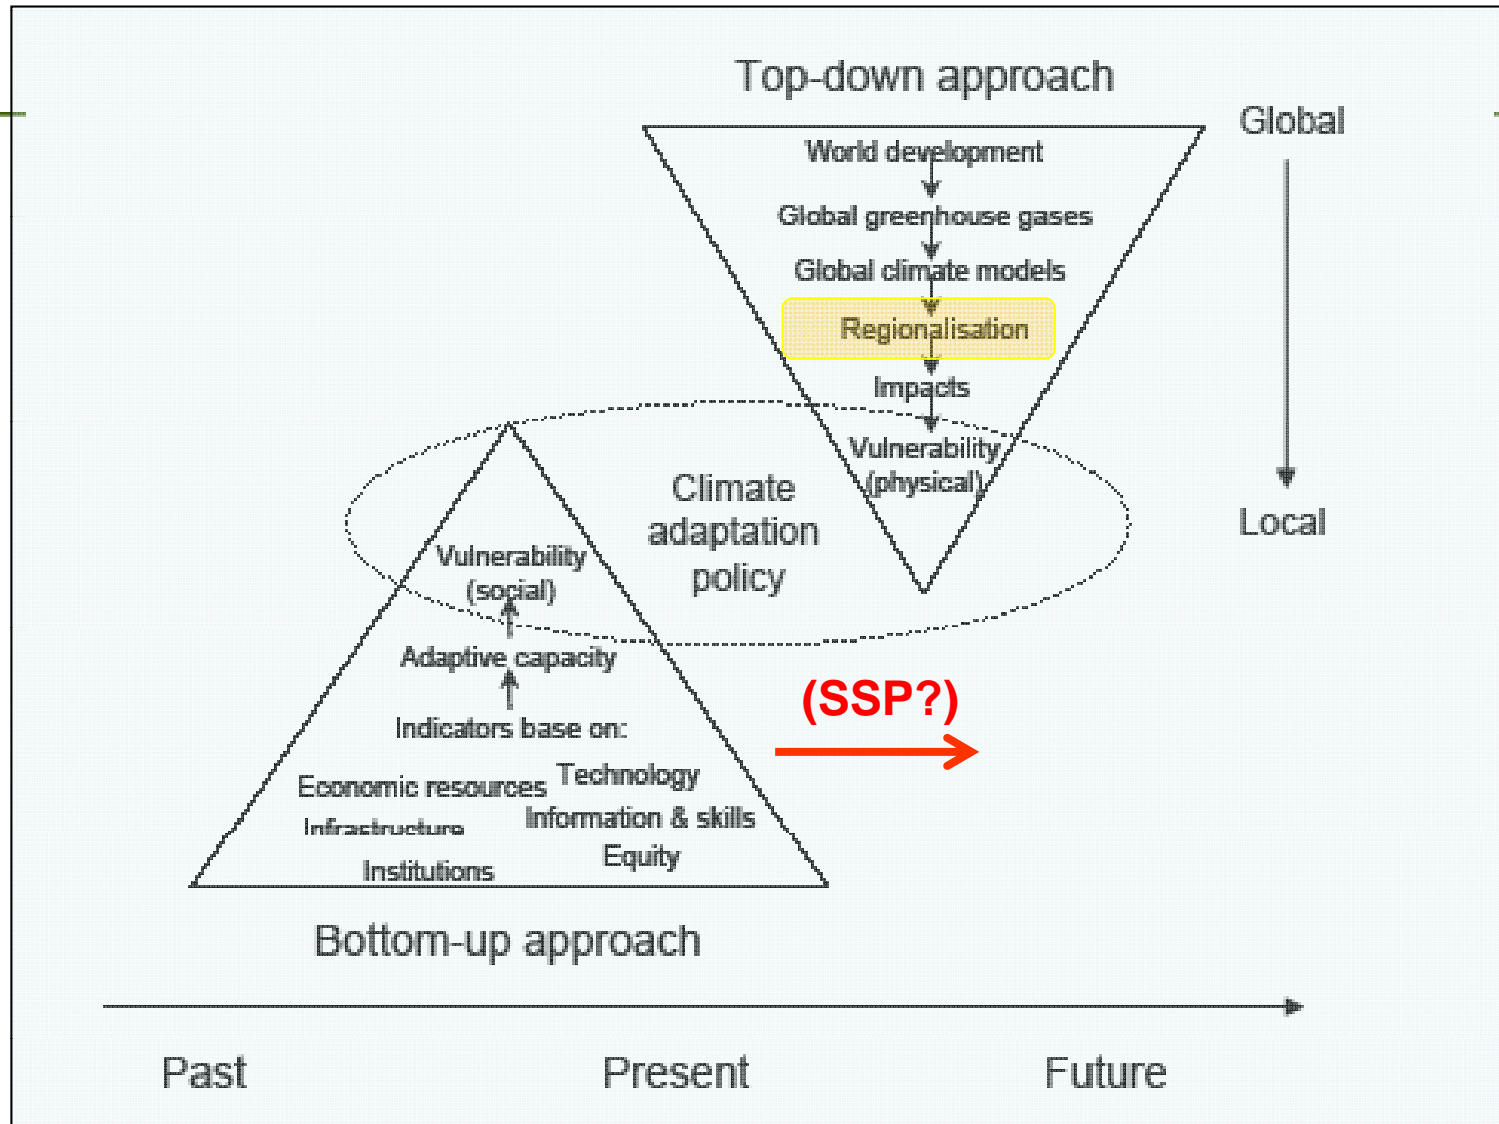 Top-down approach
Global
World development
Global greenhouse gases
Global climate models
Regionalisation
Impacts
Vulnerability
(physical)
Local
Climate
adaptation
policy
Vulnerability
(social)
Adaptive capacity
Indicators base on:
(SSP?)
Economic resources
Technology
Infrastructure
Information & skills
Institutions
Equity
Bottom-up approach
Past
Present
Future